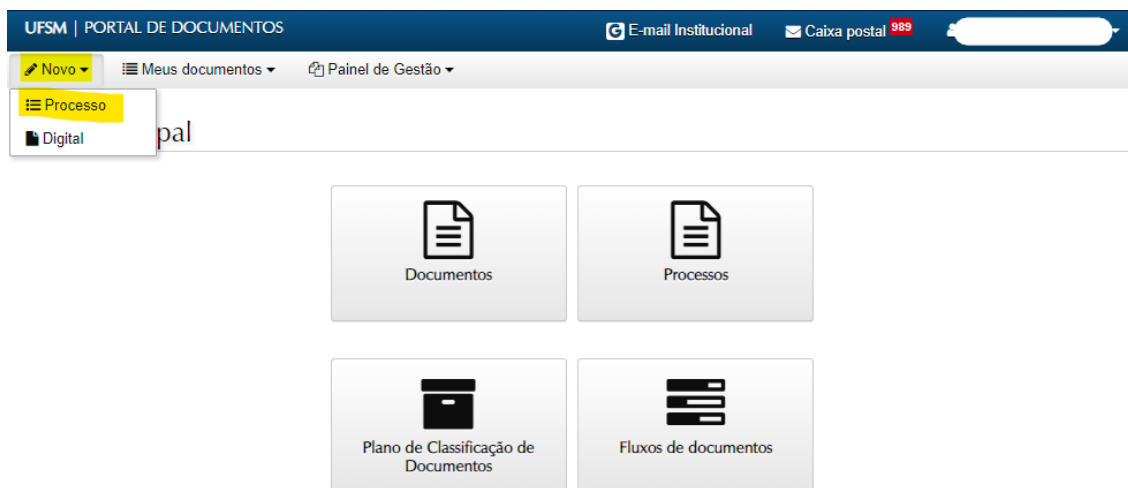 UFSM | PORTAL DE DOCUMENTOS
E-mail Institucional
Caixa postal 989
Novo
Meus documentos
Painel de Gestão
Processo
Digital
pal
Documentos
Processos
Plano de Classificação de
Documentos
Fluxos de documentos